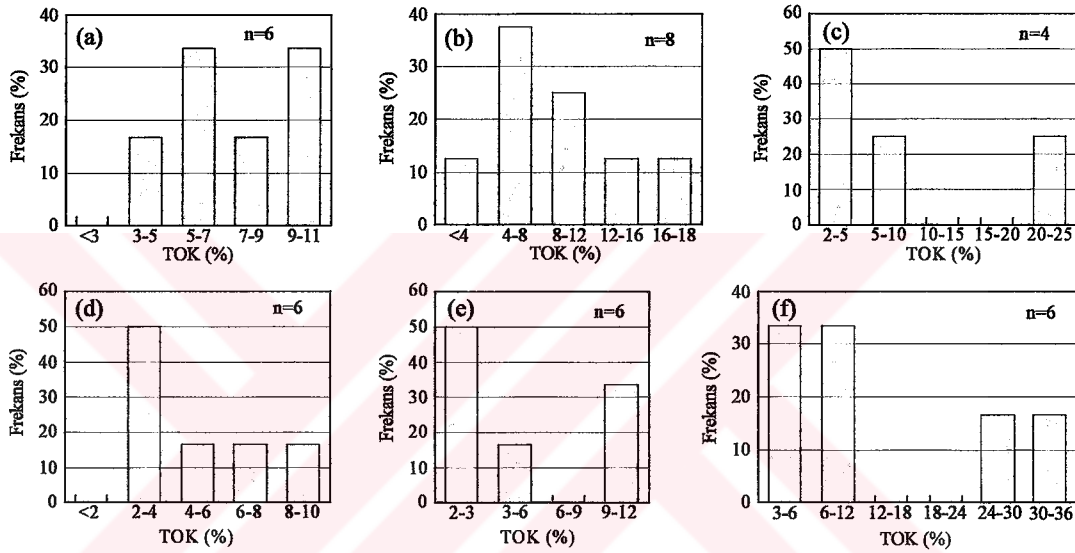 (a) n=6
40
30
20
10
0
Frekans (%)
<3 3-5 5-7 7-9 9-11
TOK (%)
(b) n=8
40
30
20
10
0
Frekans (%)
<4 4-8 8-12 12-16 16-18
TOK (%)
(c) n=4
60
50
40
30
20
10
0
Frekans (%)
2-5 5-10 10-15 15-20 20-25
TOK (%)
(d) n=6
60
50
40
30
20
10
0
Frekans (%)
<2 2-4 4-6 6-8 8-10
TOK (%)
(e) n=6
60
50
40
30
20
10
0
Frekans (%)
2-3 3-6 6-9 9-12
TOK (%)
(f) n=6
40
30
20
10
0
Frekans (%)
3-6 6-12 12-18 18-24 24-30 30-36
TOK (%)